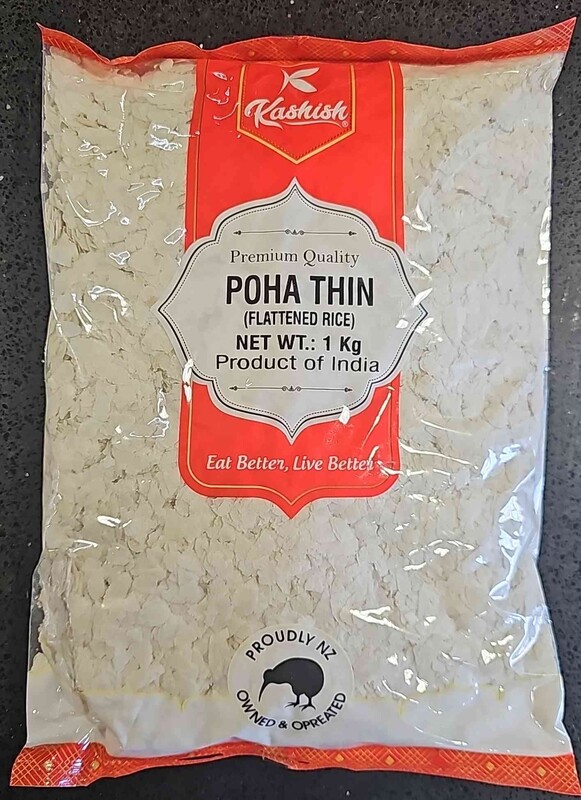 Kashish®
Premium Quality
POHA THIN
(FLATTENED RICE)
NET WT.: 1 Kg
Product of India
Eat Better, Live Better
PROUDLY NZ
OWNED & OPREATED